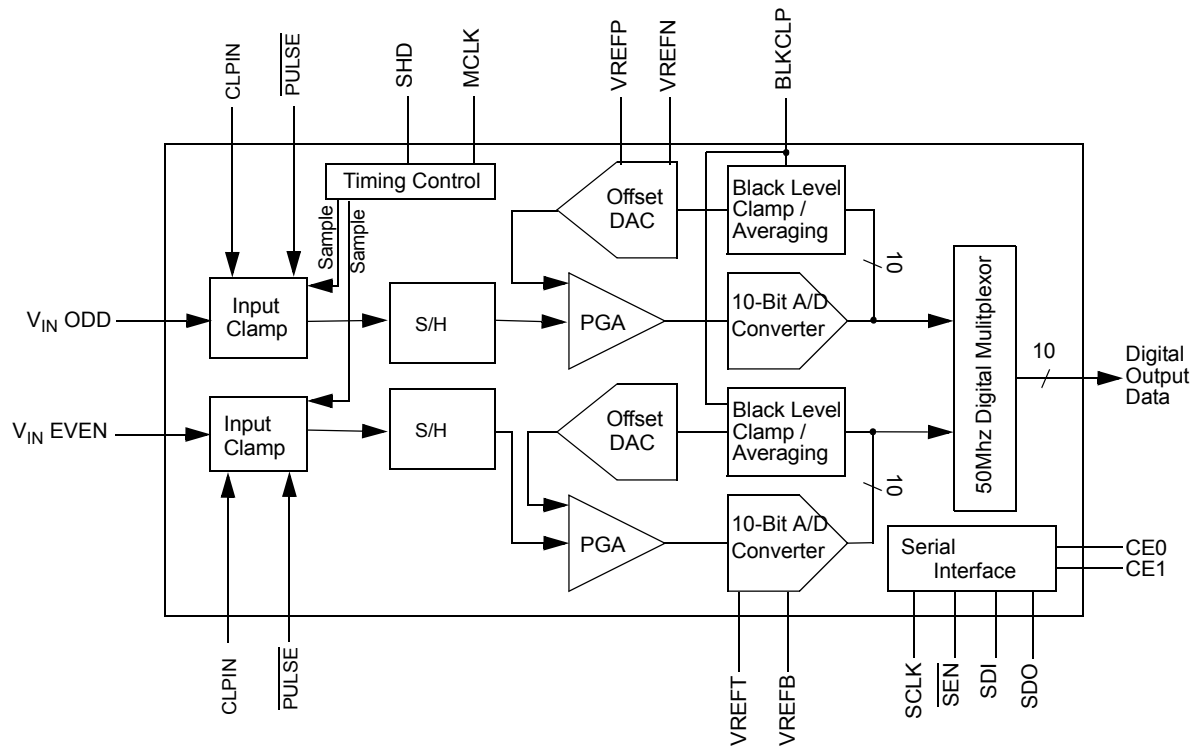 CLPIN
PULSE
SHD
MCLK
VREFP
VREFN
BLKCLP
Timing Control
Offset
DAC
Black Level
Clamp /
Averaging
Sample
Sample
10
V_IN ODD
Input
Clamp
S/H
PGA
10-Bit A/D
Converter
50Mhz Digital Mulitplexor
10
Digital
Output
Data
V_IN EVEN
Input
Clamp
S/H
Offset
DAC
Black Level
Clamp /
Averaging
10
PGA
10-Bit A/D
Converter
Serial
Interface
CE0
CE1
CLPIN
PULSE
VREFT
VREFB
SCLK
SEN
SDI
SDO